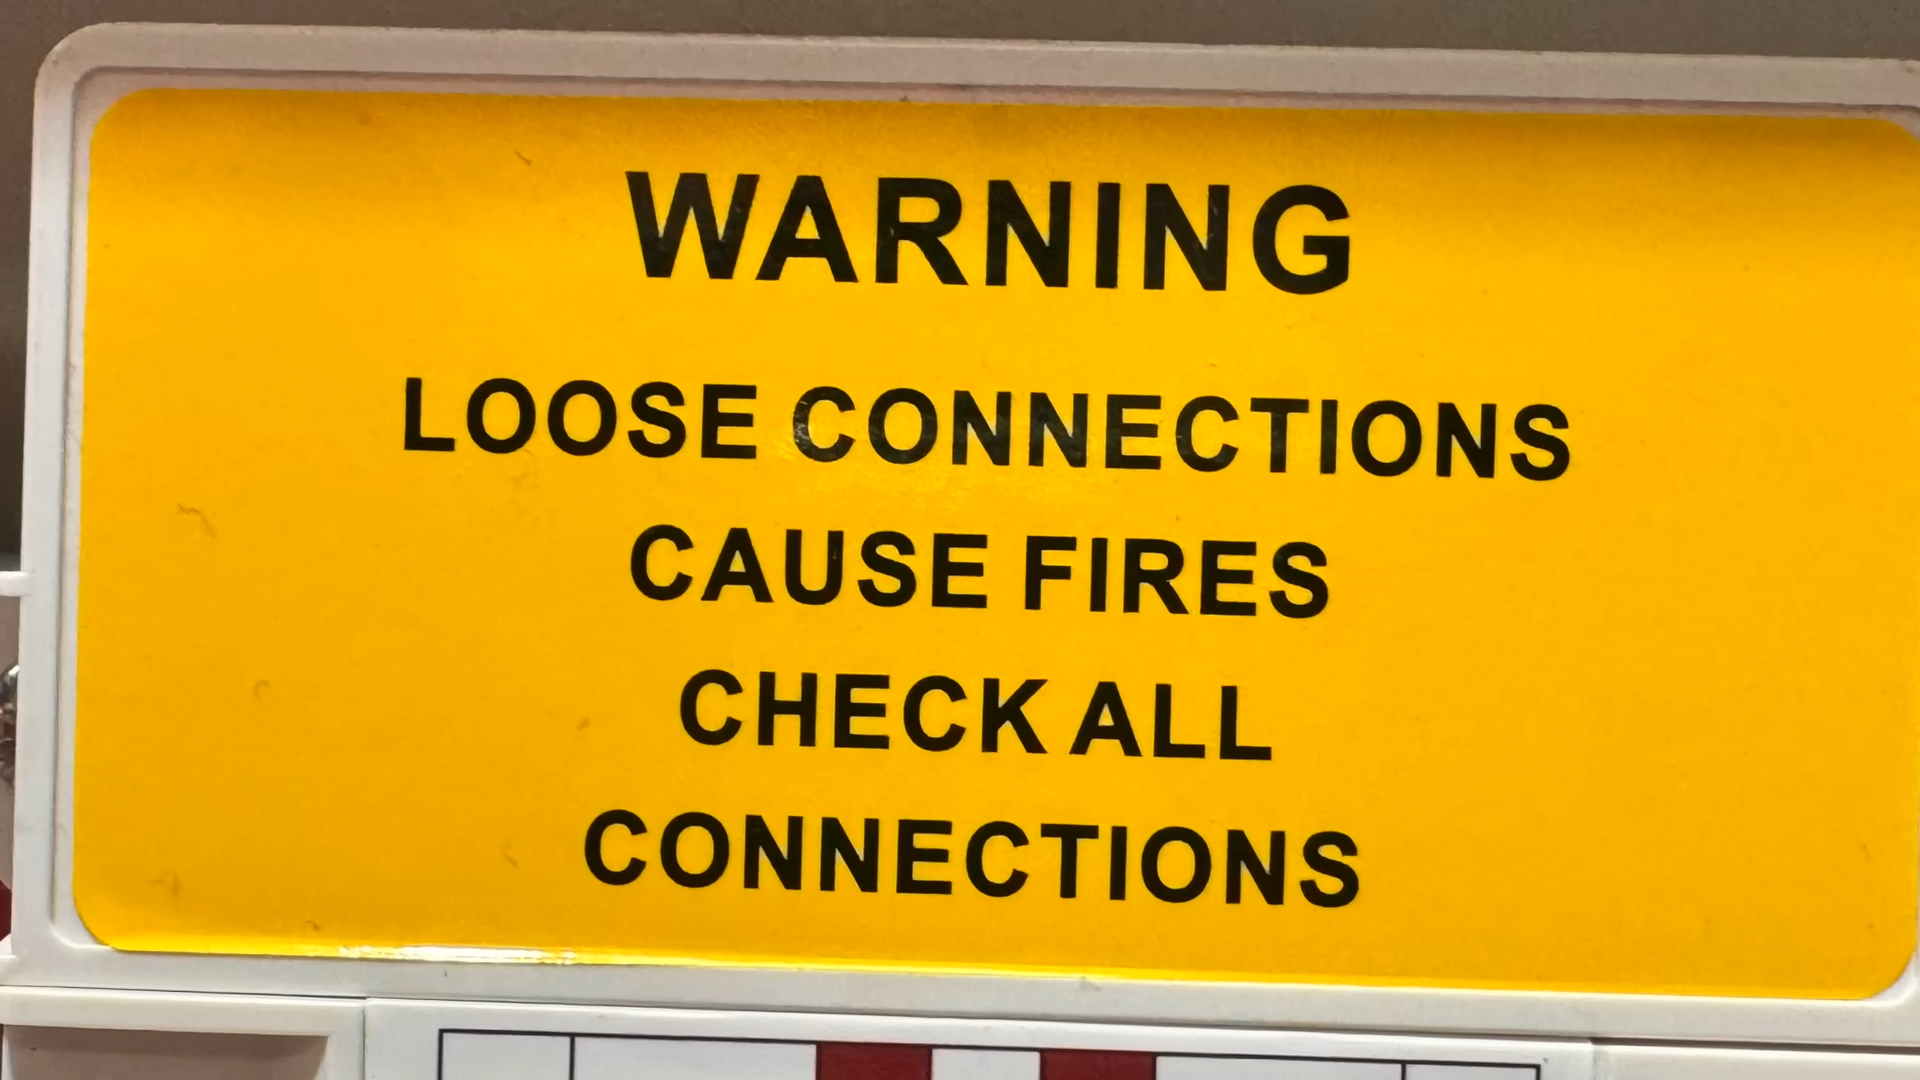 WARNING
LOOSE CONNECTIONS
CAUSE FIRES
CHECK ALL
CONNECTIONS